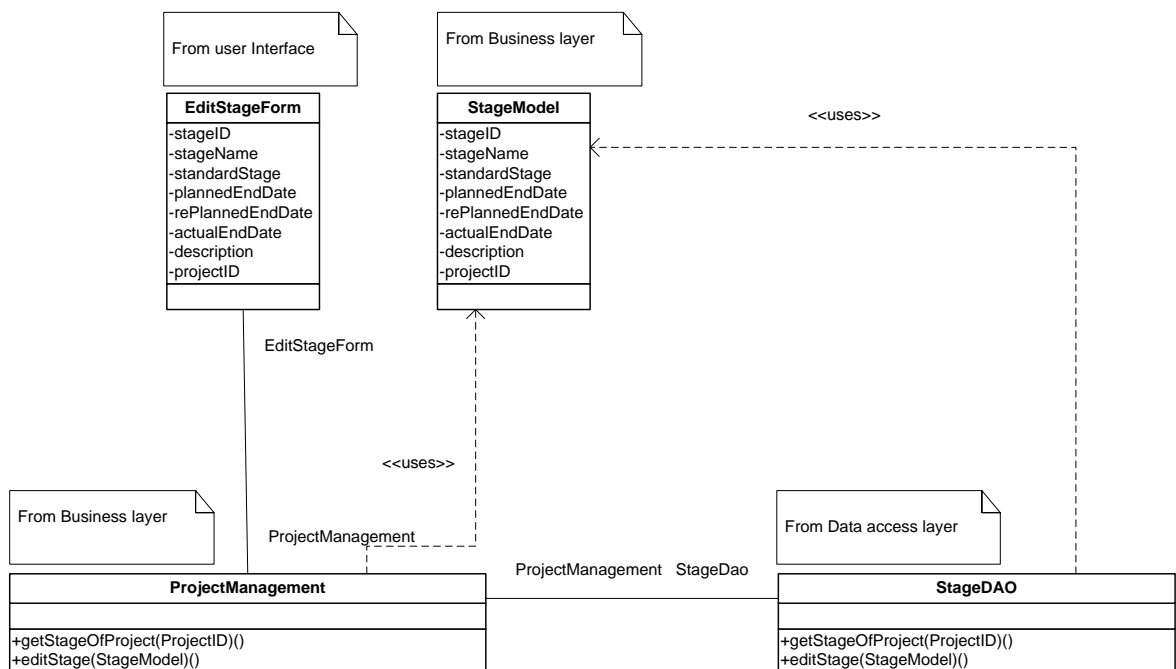 From user Interface
From Business layer
EditStageForm
-stageID
-stageName
-standardStage
-plannedEndDate
-rePlannedEndDate
-actualEndDate
-description
-projectID
StageModel
-stageID
-stageName
-standardStage
-plannedEndDate
-rePlannedEndDate
-actualEndDate
-description
-projectID
<<uses>>
EditStageForm
<<uses>>
From Business layer
From Data access layer
ProjectManagement
ProjectManagement StageDao
ProjectManagement
+getStageOfProject(ProjectID)()
+editStage(StageModel)()
StageDAO
+getStageOfProject(ProjectID)()
+editStage(StageModel)()